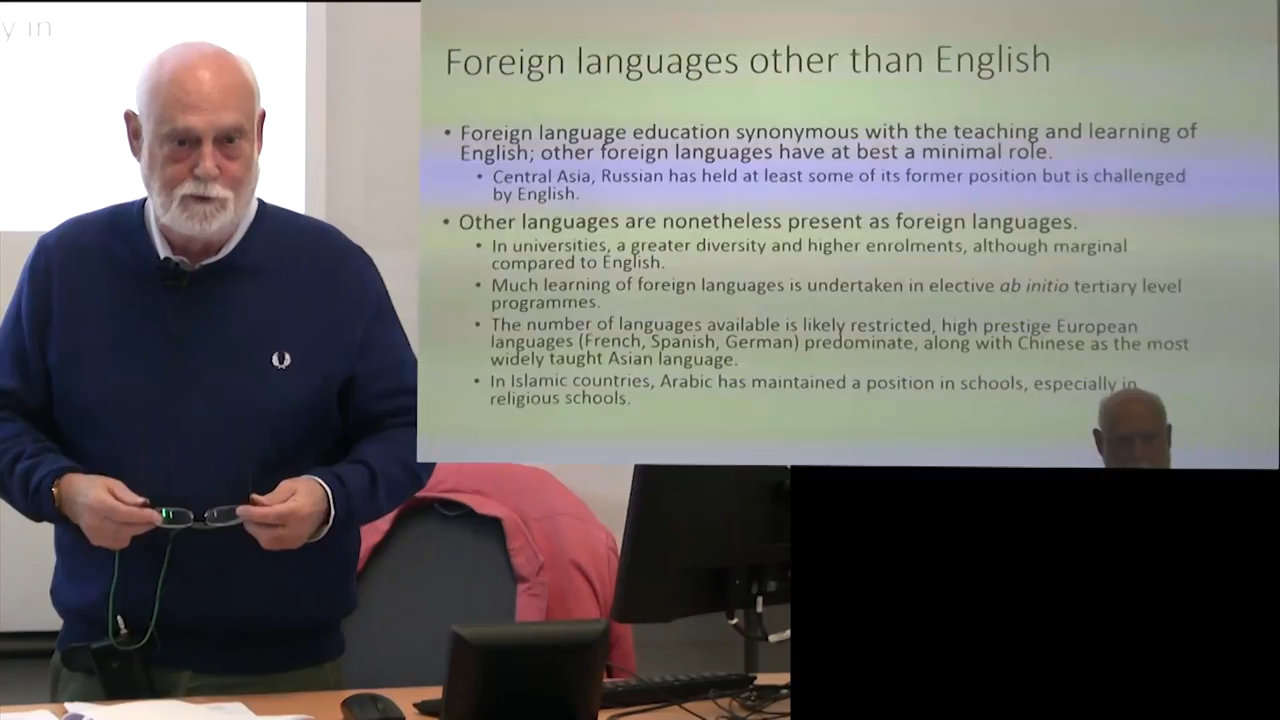 y in
Foreign languages other than English
• Foreign language education synonymous with the teaching and learning of
English; other foreign languages have at best a minimal role.
• Central Asia, Russian has held at least some of its former position but is challenged
by English.
• Other languages are nonetheless present as foreign languages.
• In universities, a greater diversity and higher enrolments, although marginal
compared to English.
• Much learning of foreign languages is undertaken in elective ab initio tertiary level
programmes.
• The number of languages available is likely restricted, high prestige European
languages (French, Spanish, German) predominate, along with Chinese as the most
widely taught Asian language.
• In Islamic countries, Arabic has maintained a position in schools, especially in
religious schools.